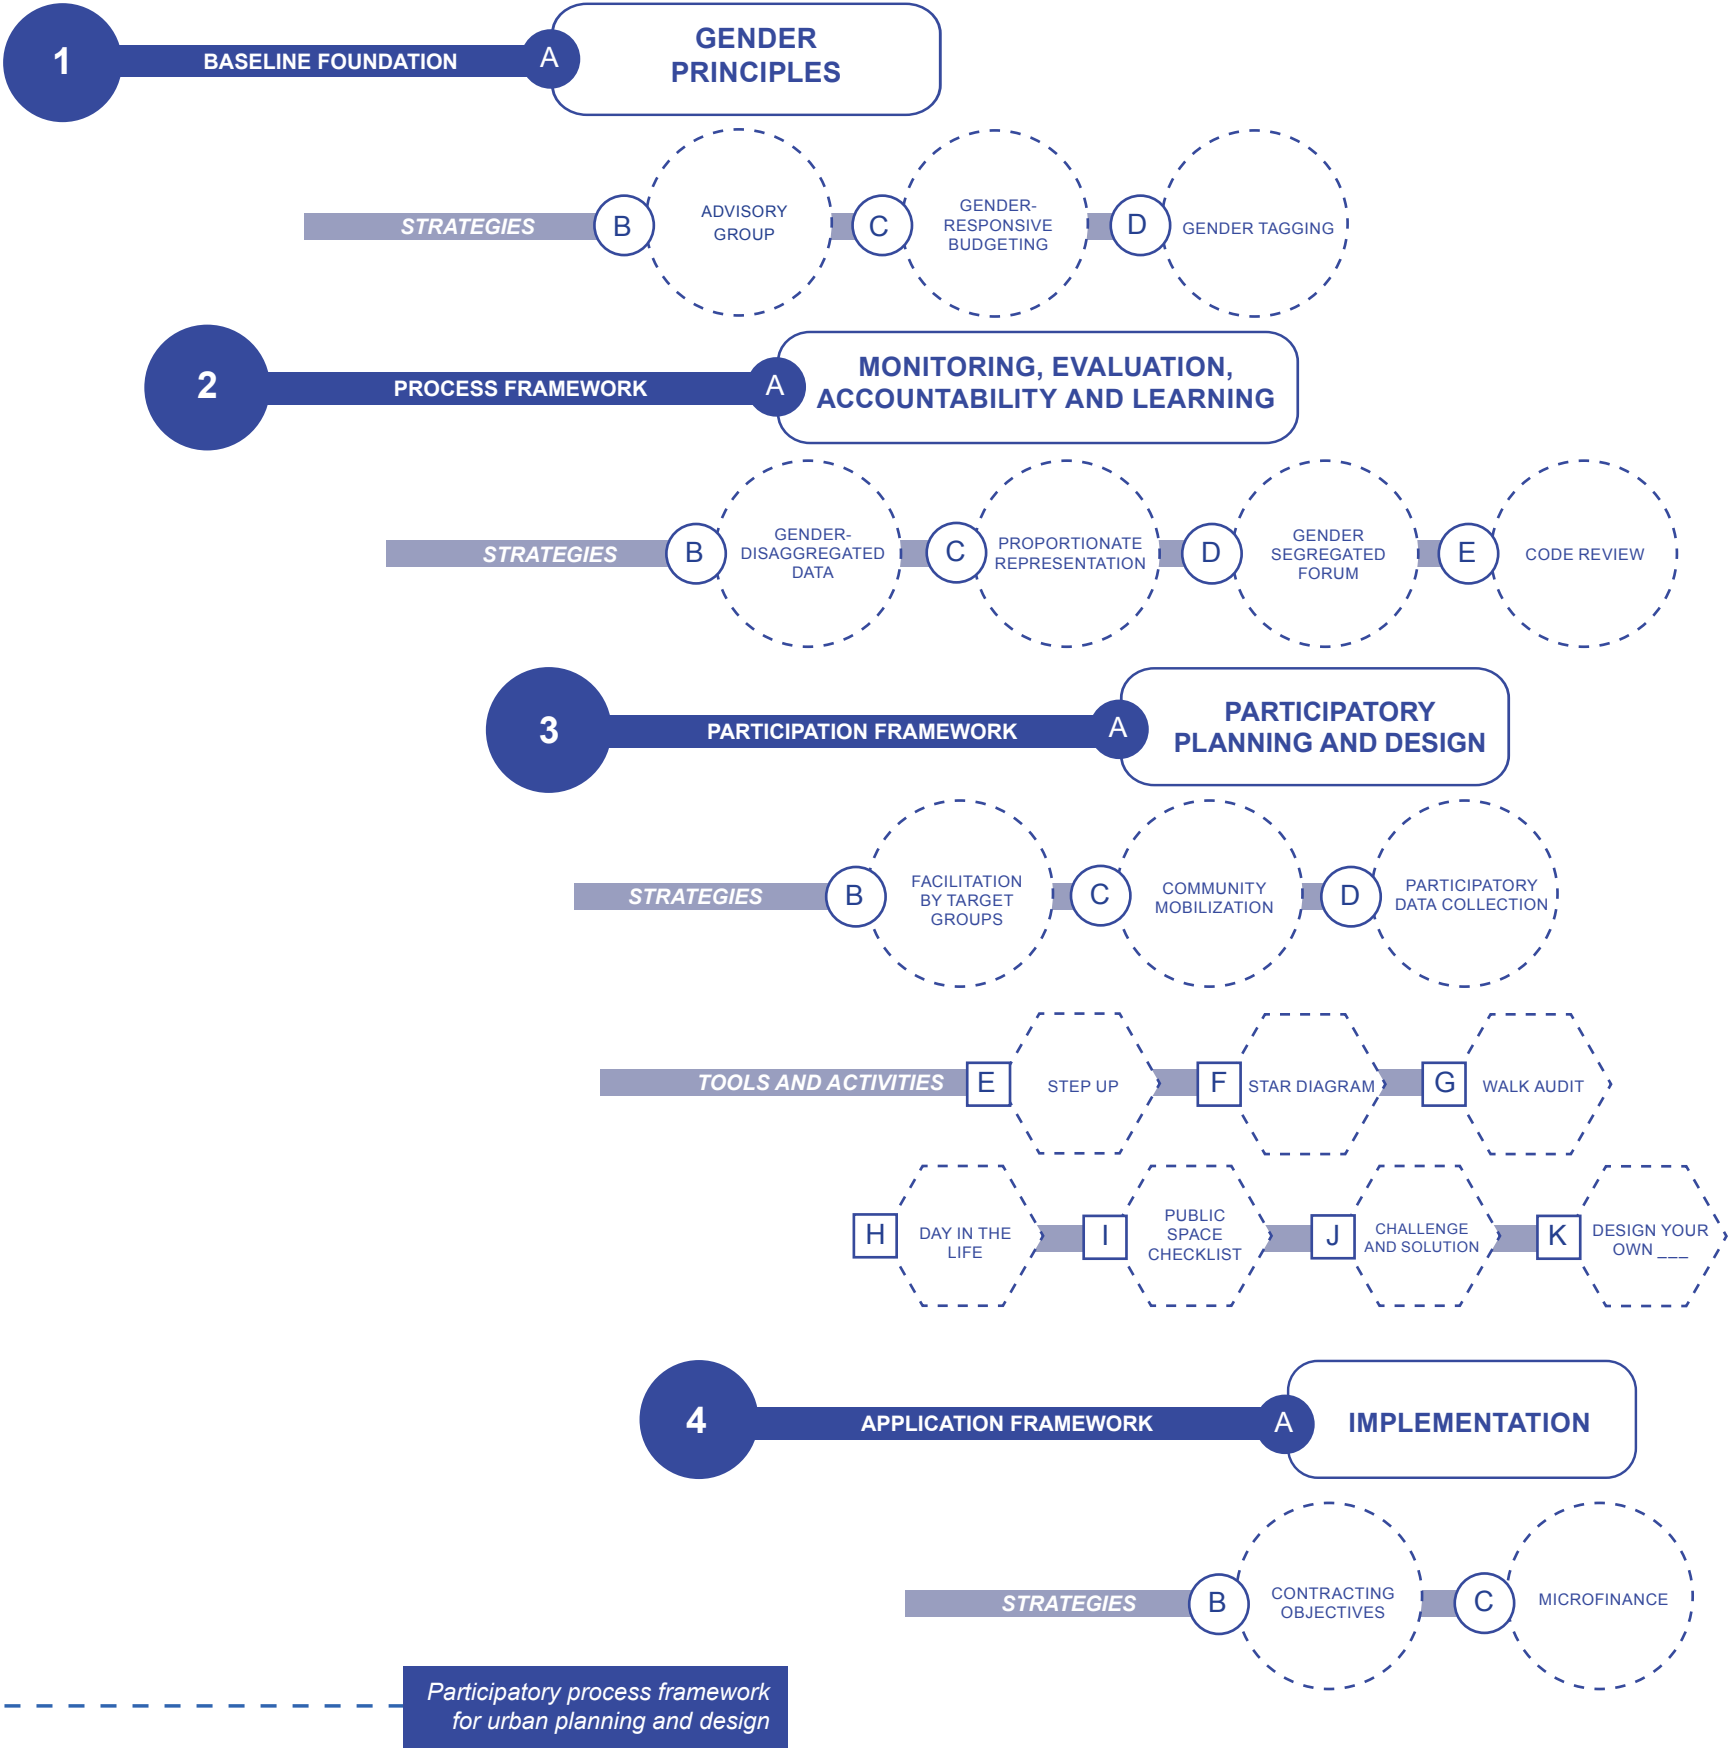 1
BASELINE FOUNDATION
A
GENDER
PRINCIPLES
STRATEGIES
B
ADVISORY
GROUP
C
GENDER-
RESPONSIVE
BUDGETING
D
GENDER TAGGING
2
PROCESS FRAMEWORK
A
MONITORING, EVALUATION,
ACCOUNTABILITY AND LEARNING
STRATEGIES
B
GENDER-
DISAGGREGATED
DATA
C
PROPORTIONATE
REPRESENTATION
D
GENDER
SEGREGATED
FORUM
E
CODE REVIEW
3
PARTICIPATION FRAMEWORK
A
PARTICIPATORY
PLANNING AND DESIGN
STRATEGIES
B
FACILITATION
BY TARGET
GROUPS
C
COMMUNITY
MOBILIZATION
D
PARTICIPATORY
DATA COLLECTION
TOOLS AND ACTIVITIES
E
STEP UP
F
STAR DIAGRAM
G
WALK AUDIT
H
DAY IN THE
LIFE
I
PUBLIC
SPACE
CHECKLIST
J
CHALLENGE
AND SOLUTION
K
DESIGN YOUR
OWN ___
4
APPLICATION FRAMEWORK
A
IMPLEMENTATION
STRATEGIES
B
CONTRACTING
OBJECTIVES
C
MICROFINANCE
Participatory process framework
for urban planning and design